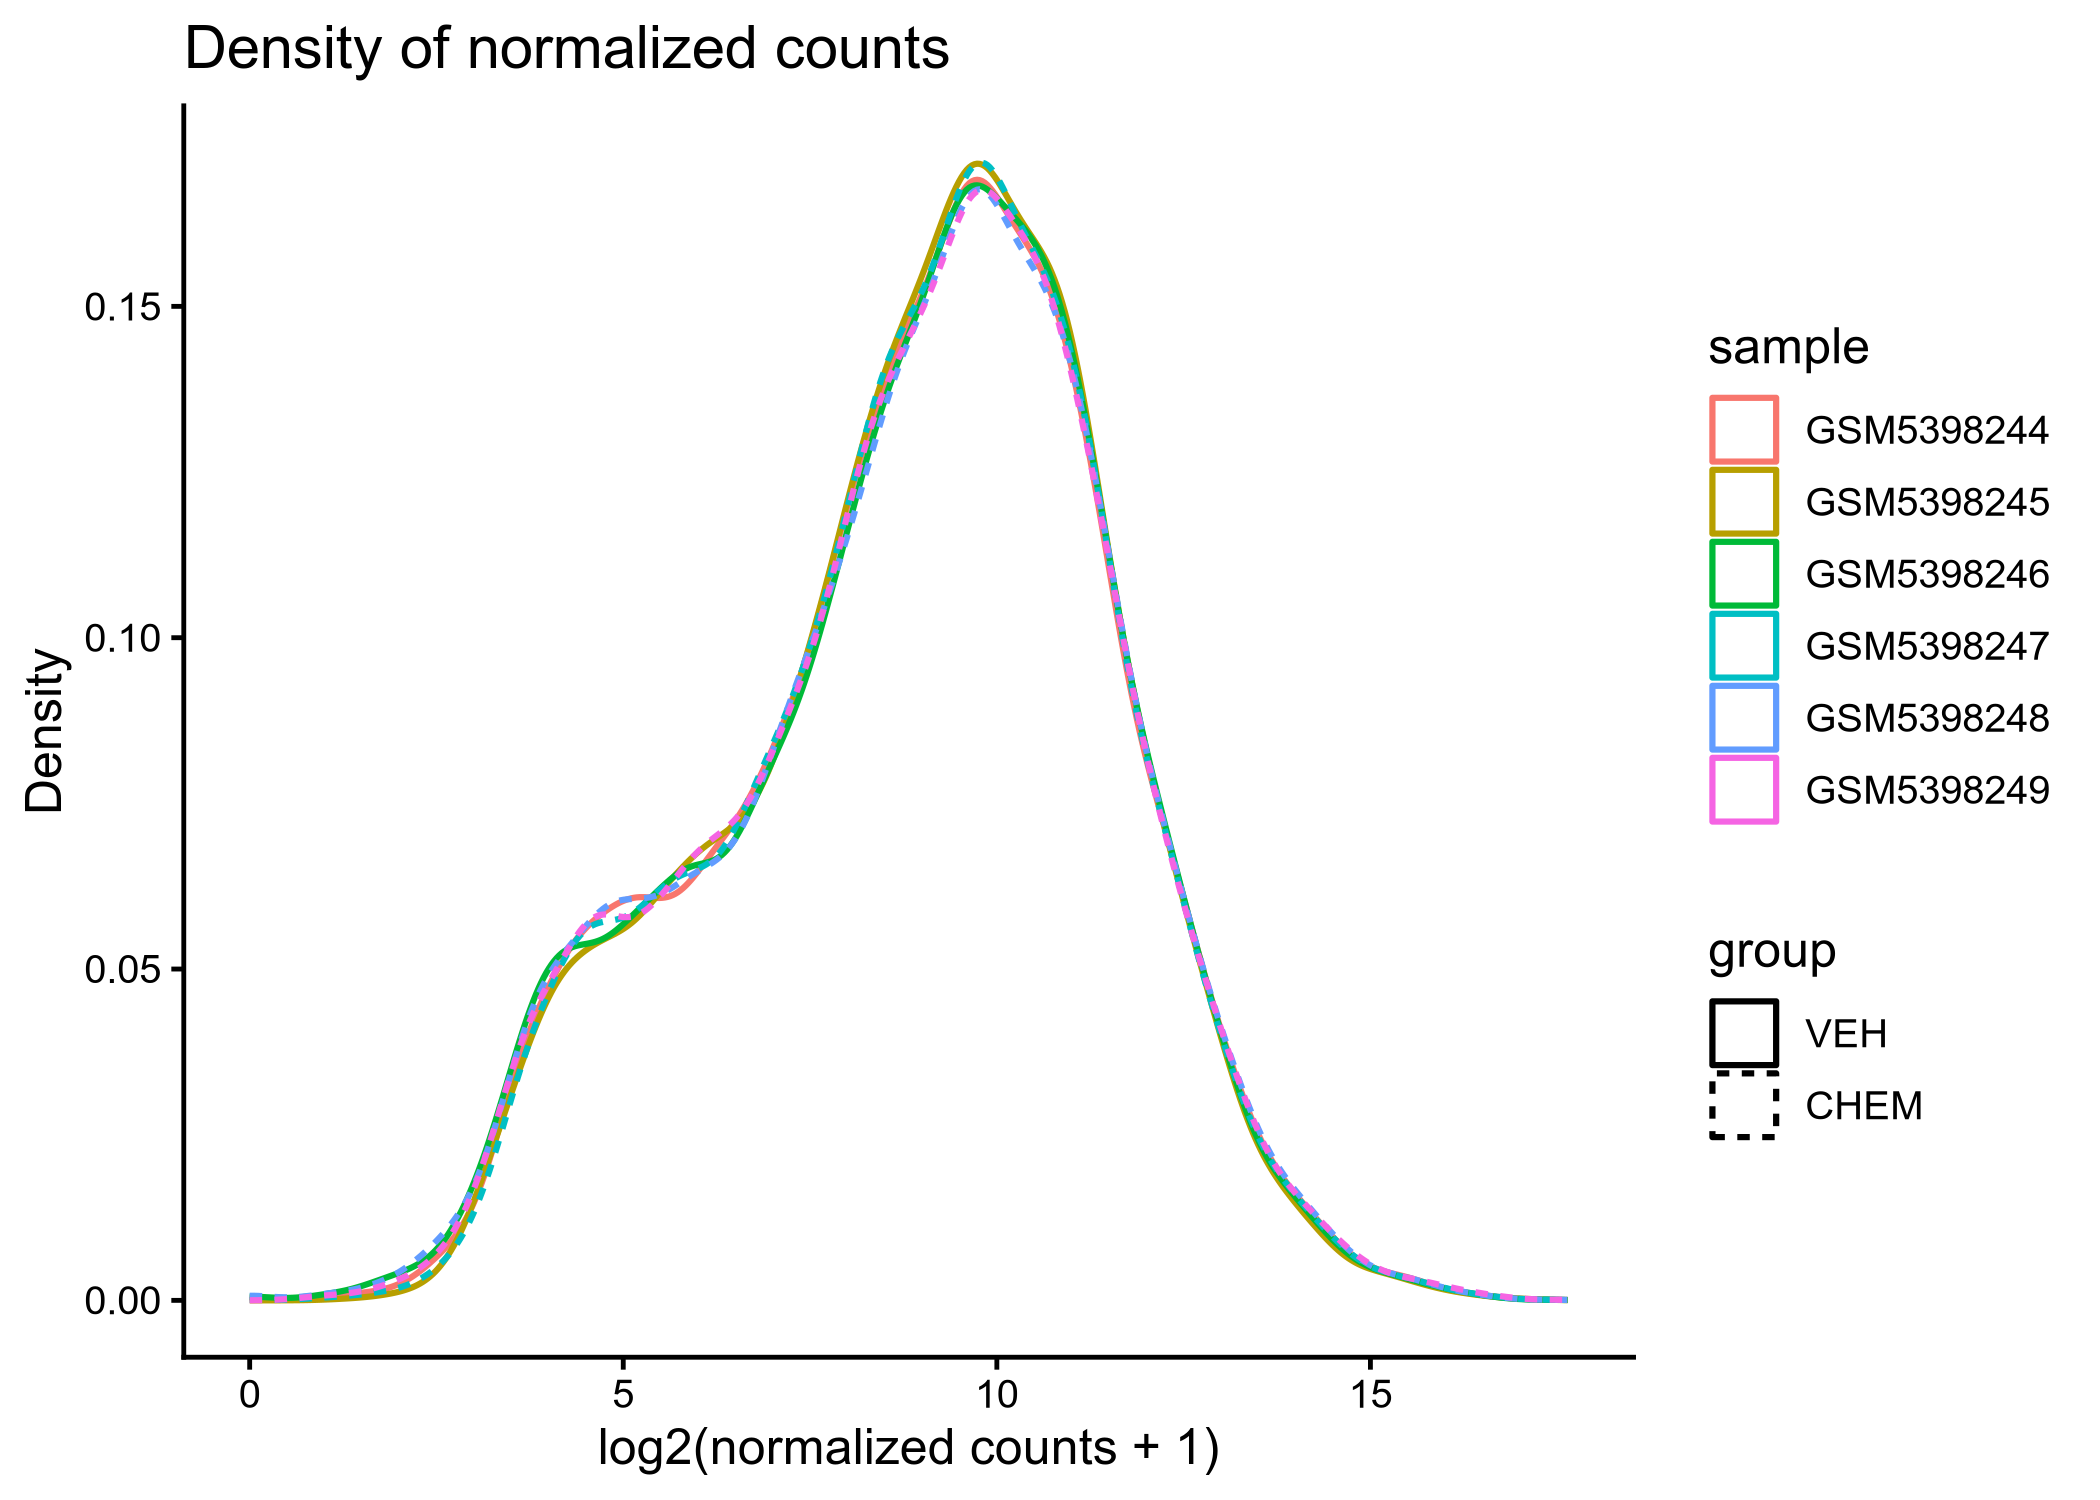 Density of normalized counts
Density
0.15
0.10
0.05
0.00
0
5
10
15
log2(normalized counts + 1)
sample
GSM5398244
GSM5398245
GSM5398246
GSM5398247
GSM5398248
GSM5398249
group
VEH
CHEM